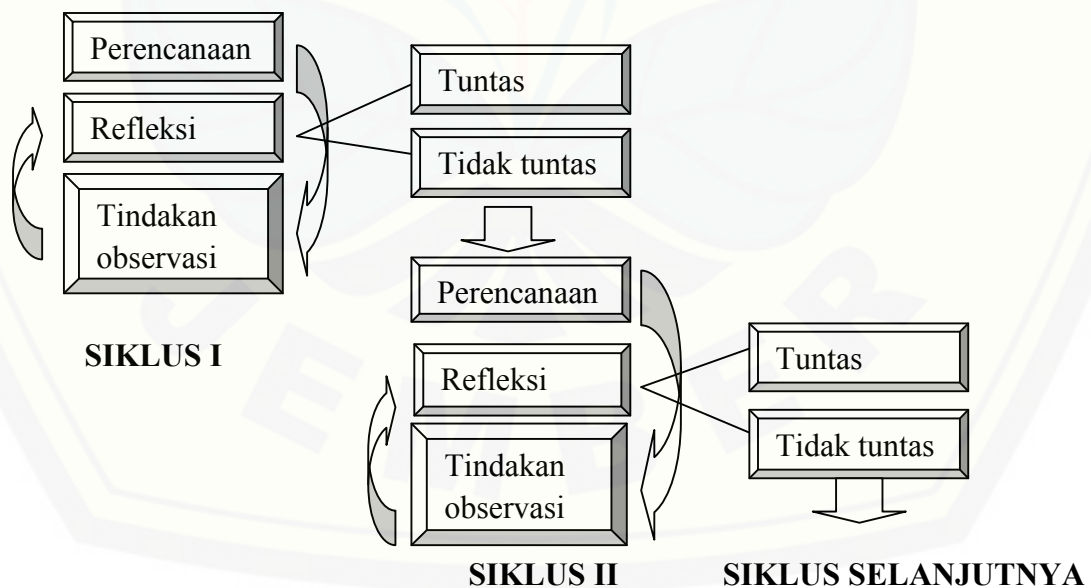 Perencanaan
Refleksi
Tindakan
observasi
SIKLUS I
Tuntas
Tidak tuntas
Perencanaan
Refleksi
Tindakan
observasi
SIKLUS II
Tuntas
Tidak tuntas
SIKLUS SELANJUTNYA
JEMBER